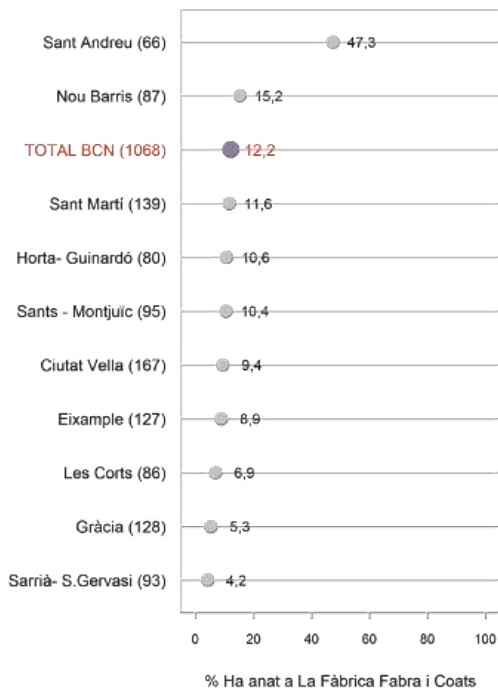 Sant Andreu (66) 47,3
Nou Barris (87) 15,2
TOTAL BCN (1068) 12,2
Sant Martí (139) 11,6
Horta- Guinardó (80) 10,6
Sants - Montjuïc (95) 10,4
Ciutat Vella (167) 9,4
Eixample (127) 8,9
Les Corts (86) 6,9
Gràcia (128) 5,3
Sarrià- S.Gervasi (93) 4,2
0 20 40 60 80 100
% Ha anat a La Fàbrica Fabra i Coats